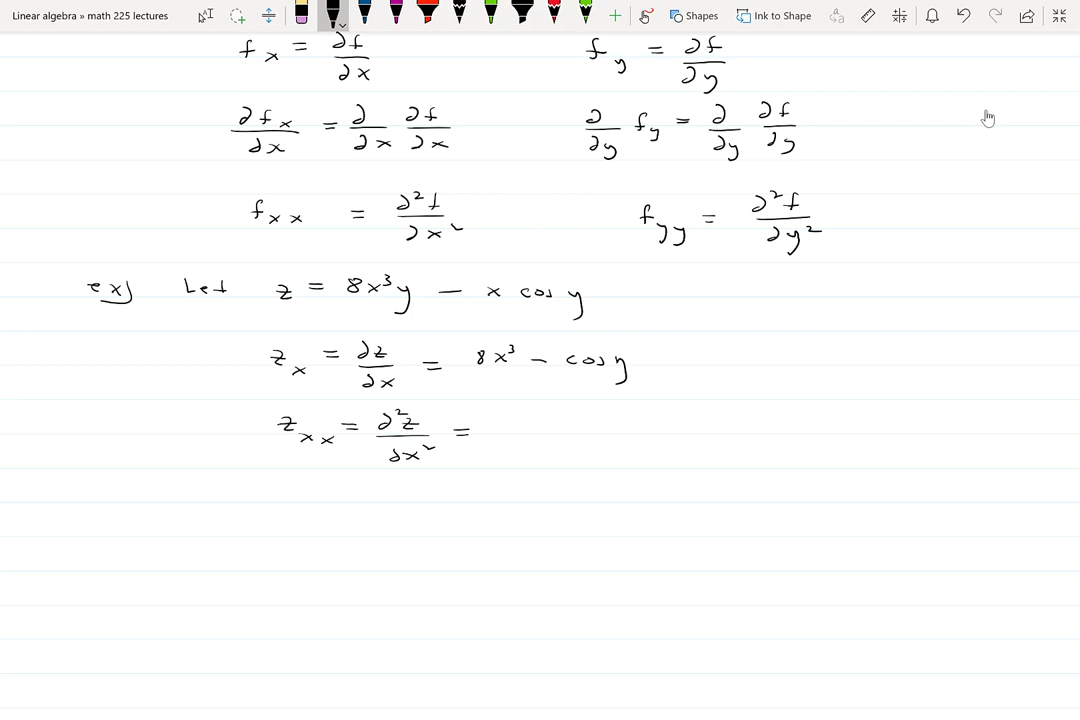 Linear algebra » math 225 lectures
Shapes
Ink to Shape
f_x = ∂f/∂x    f_y = ∂f/∂y
∂f_x/∂x = ∂/∂x ∂f/∂x    ∂/∂y f_y = ∂/∂y ∂f/∂y
f_xx = ∂²f/∂x²    f_yy = ∂²f/∂y²
ex) Let z = 8x³y − x cos y
z_x = ∂z/∂x = 8x³ − cos y
z_xx = ∂²z/∂x² =